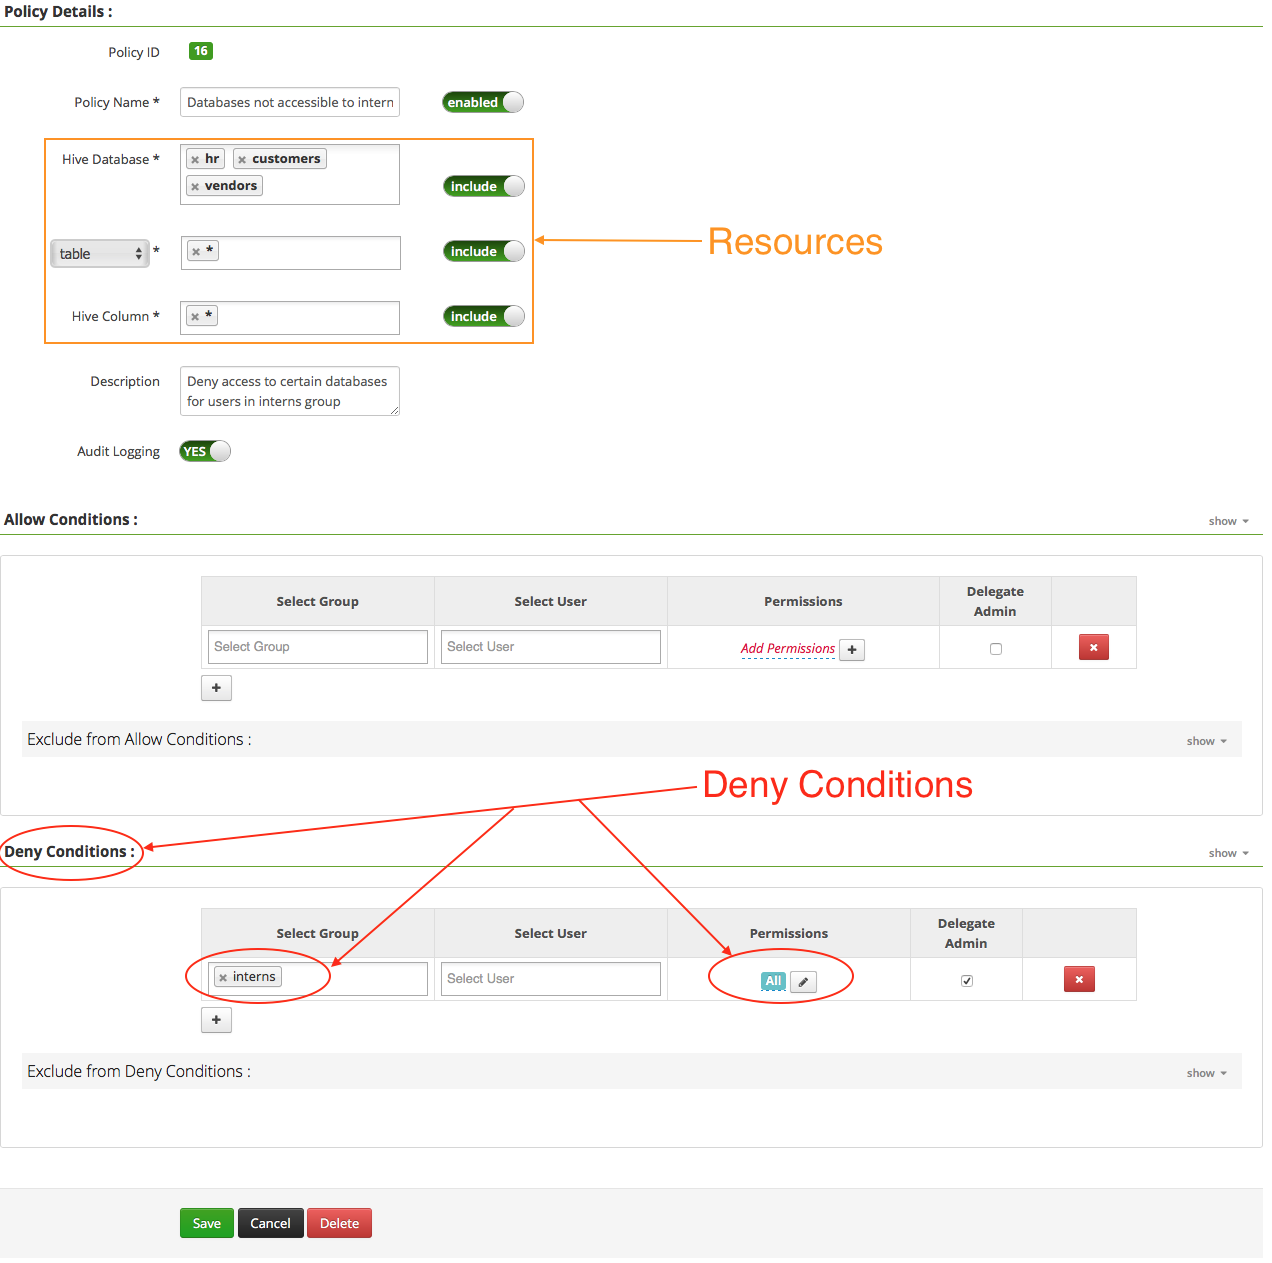 Policy Details :
Policy ID 16
Policy Name * Databases not accessible to intern enabled
Hive Database * × hr × customers
× vendors include
table * × * include
Resources
Hive Column * × * include
Description Deny access to certain databases
for users in interns group
Audit Logging YES
Allow Conditions : show
Select Group Select User Permissions Delegate
Admin
Select Group Select User Add Permissions + ×
+
Exclude from Allow Conditions : show
Deny Conditions
Deny Conditions : show
Select Group Select User Permissions Delegate
Admin
× interns Select User All ×
+
Exclude from Deny Conditions : show
Save Cancel Delete